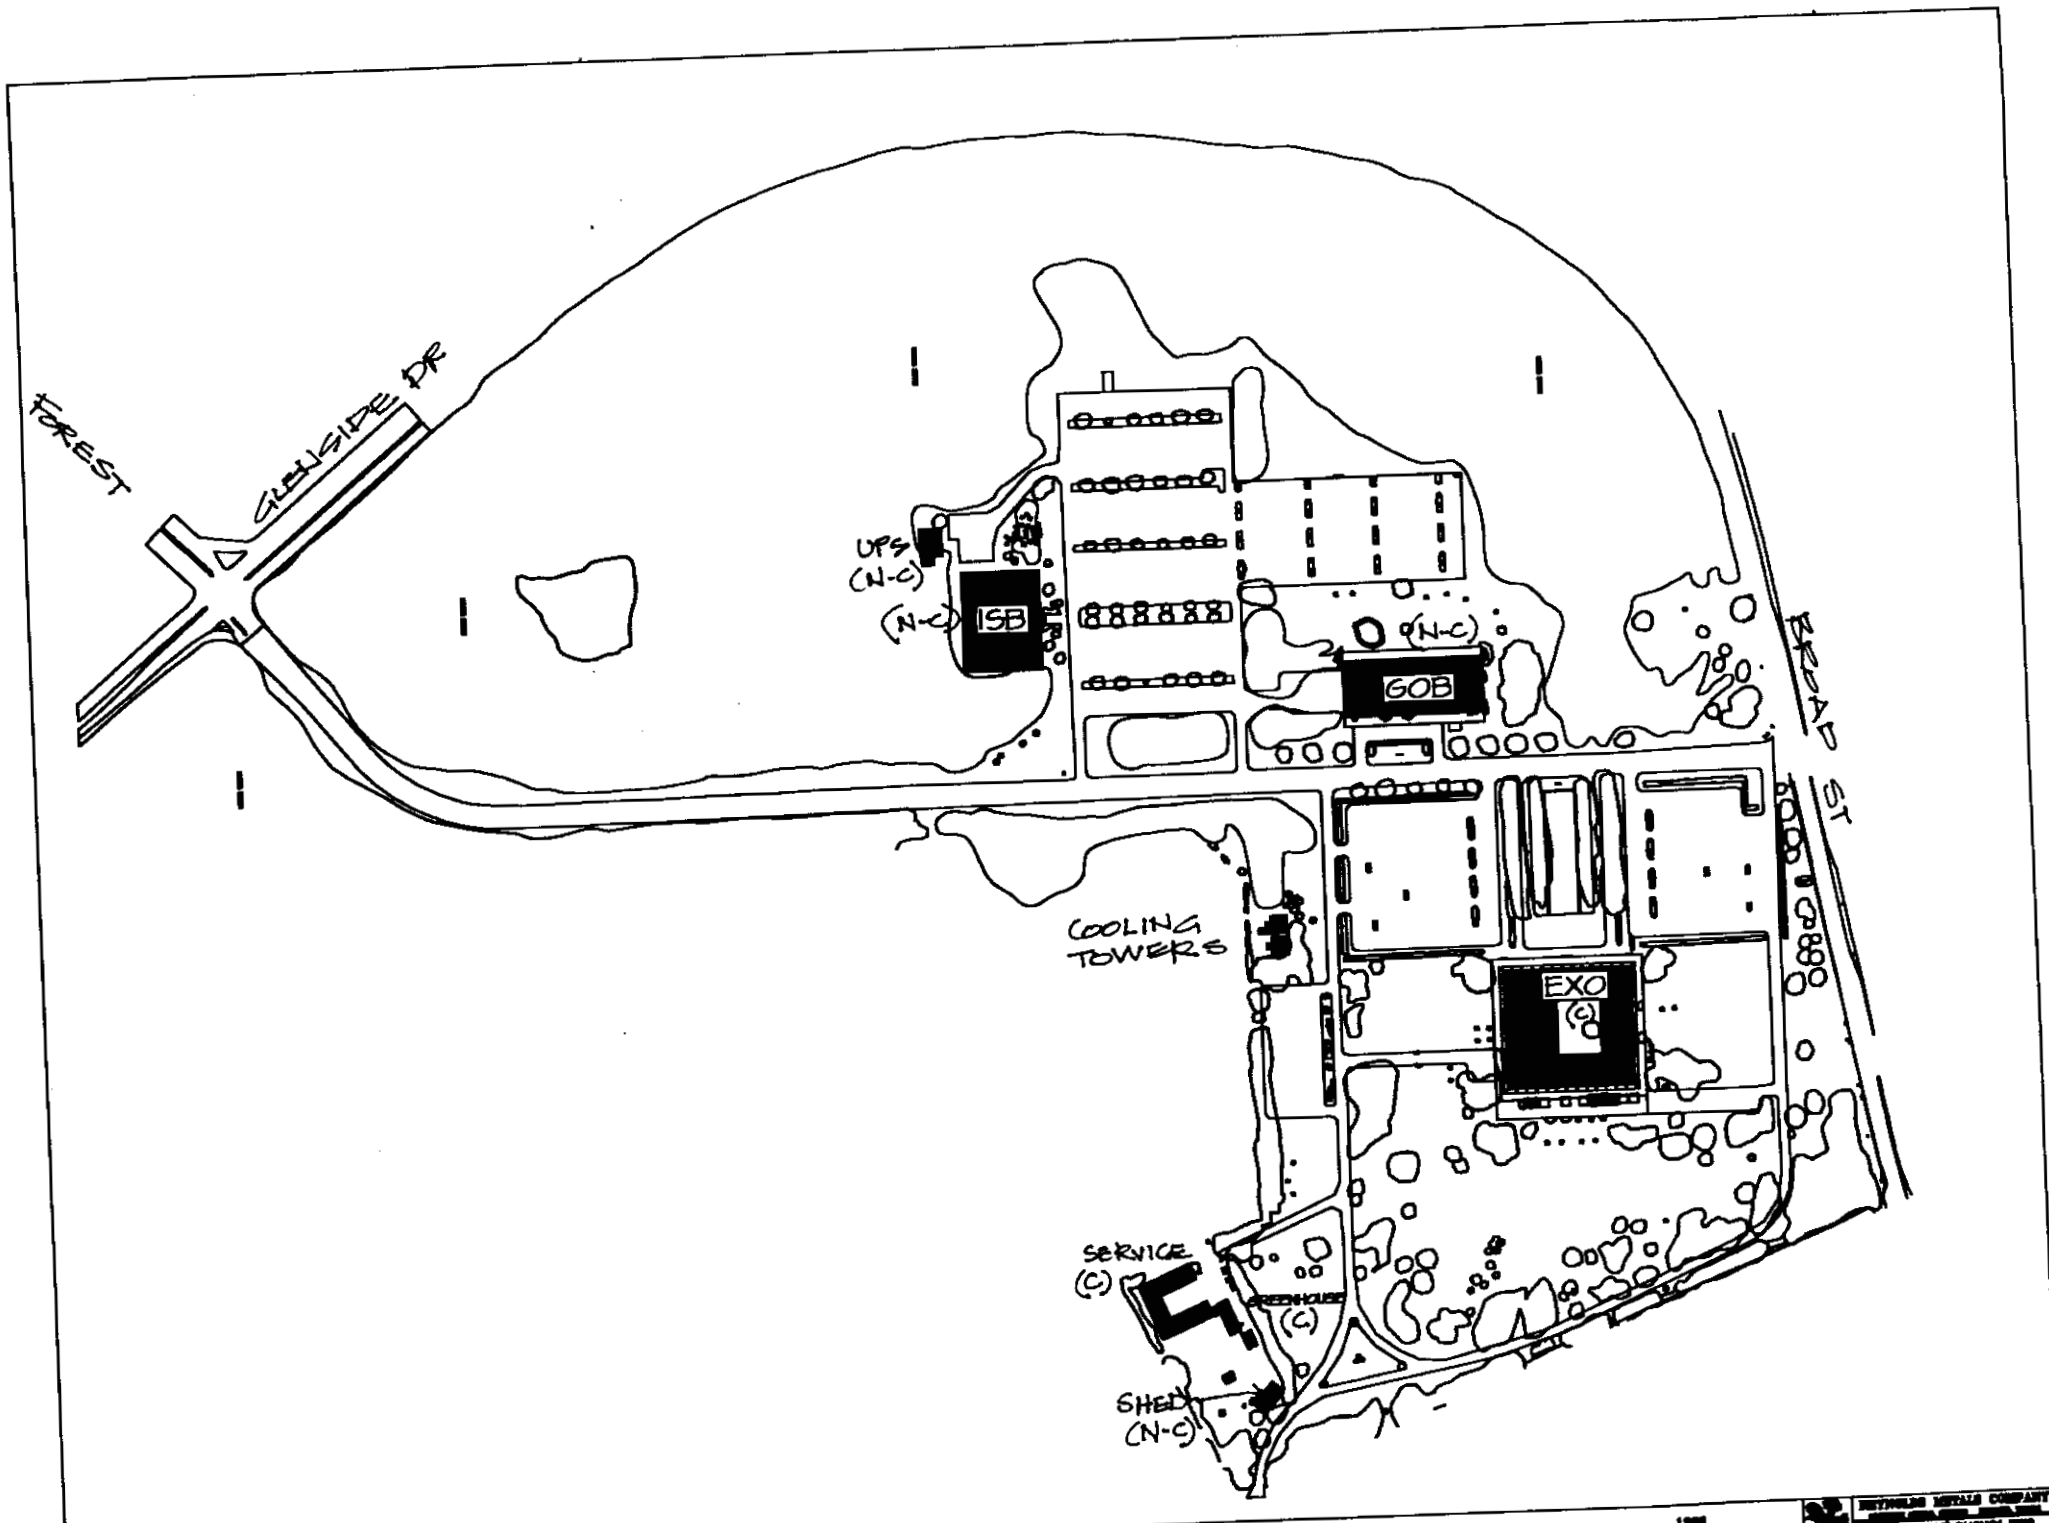 FOREST
GLENSIDE DR
UPS
(N-C)
(N-C)
ISB
(N-C)
GOB
BROAD ST
COOLING
TOWERS
EXO
(C)
SERVICE
(C)
GREENHOUSE
(C)
SHED
(N-C)
REYNOLDS METALS COMPANY